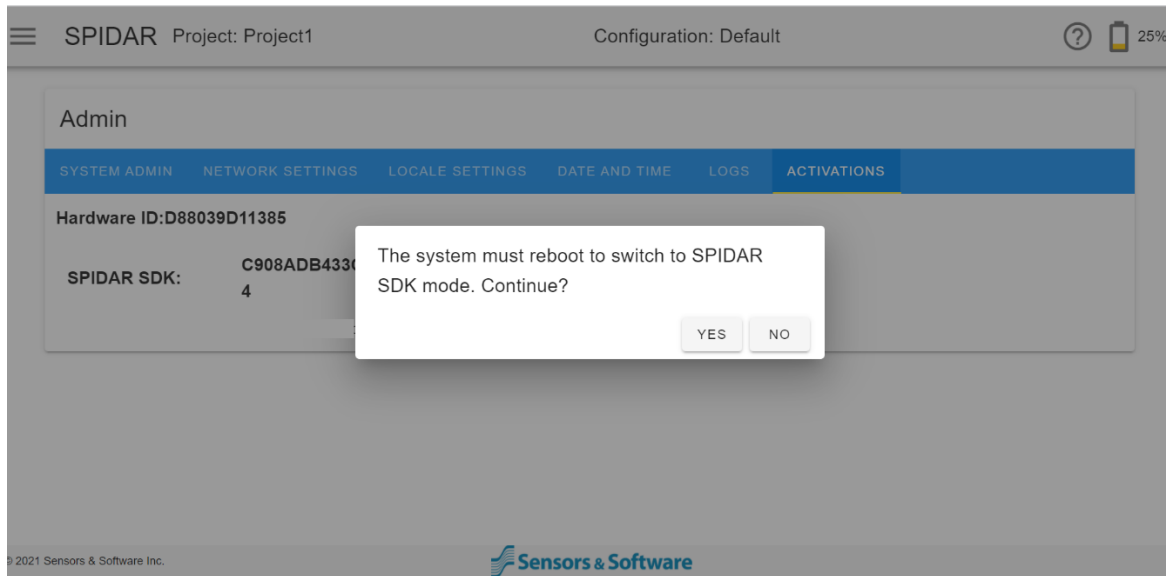 SPIDAR Project: Project1 Configuration: Default 25%
Admin
SYSTEM ADMIN NETWORK SETTINGS LOCALE SETTINGS DATE AND TIME LOGS ACTIVATIONS
Hardware ID:D88039D11385
SPIDAR SDK:
4
The system must reboot to switch to SPIDAR
SDK mode. Continue?
YES NO
© 2021 Sensors & Software Inc.
Sensors & Software